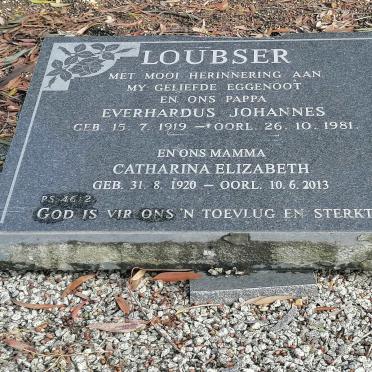 LOUBSER
MET MOOI HERINNERING AAN
MY GELIEFDE EGGENOOT
EN ONS PAPPA
EVERHARDUS JOHANNES
GEB. 15. 7. 1919 – OORL. 26. 10. 1981.
EN ONS MAMMA
CATHARINA ELIZABETH
GEB. 31. 8. 1920 – OORL. 10. 6. 2013
PS. 46:2
GOD IS VIR ONS 'N TOEVLUG EN STERKT